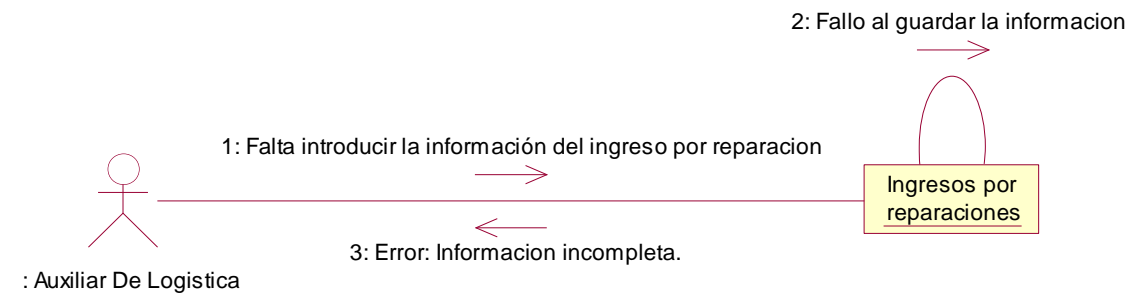 2: Fallo al guardar la informacion
1: Falta introducir la información del ingreso por reparacion
Ingresos por
reparaciones
3: Error: Informacion incompleta.
: Auxiliar De Logistica